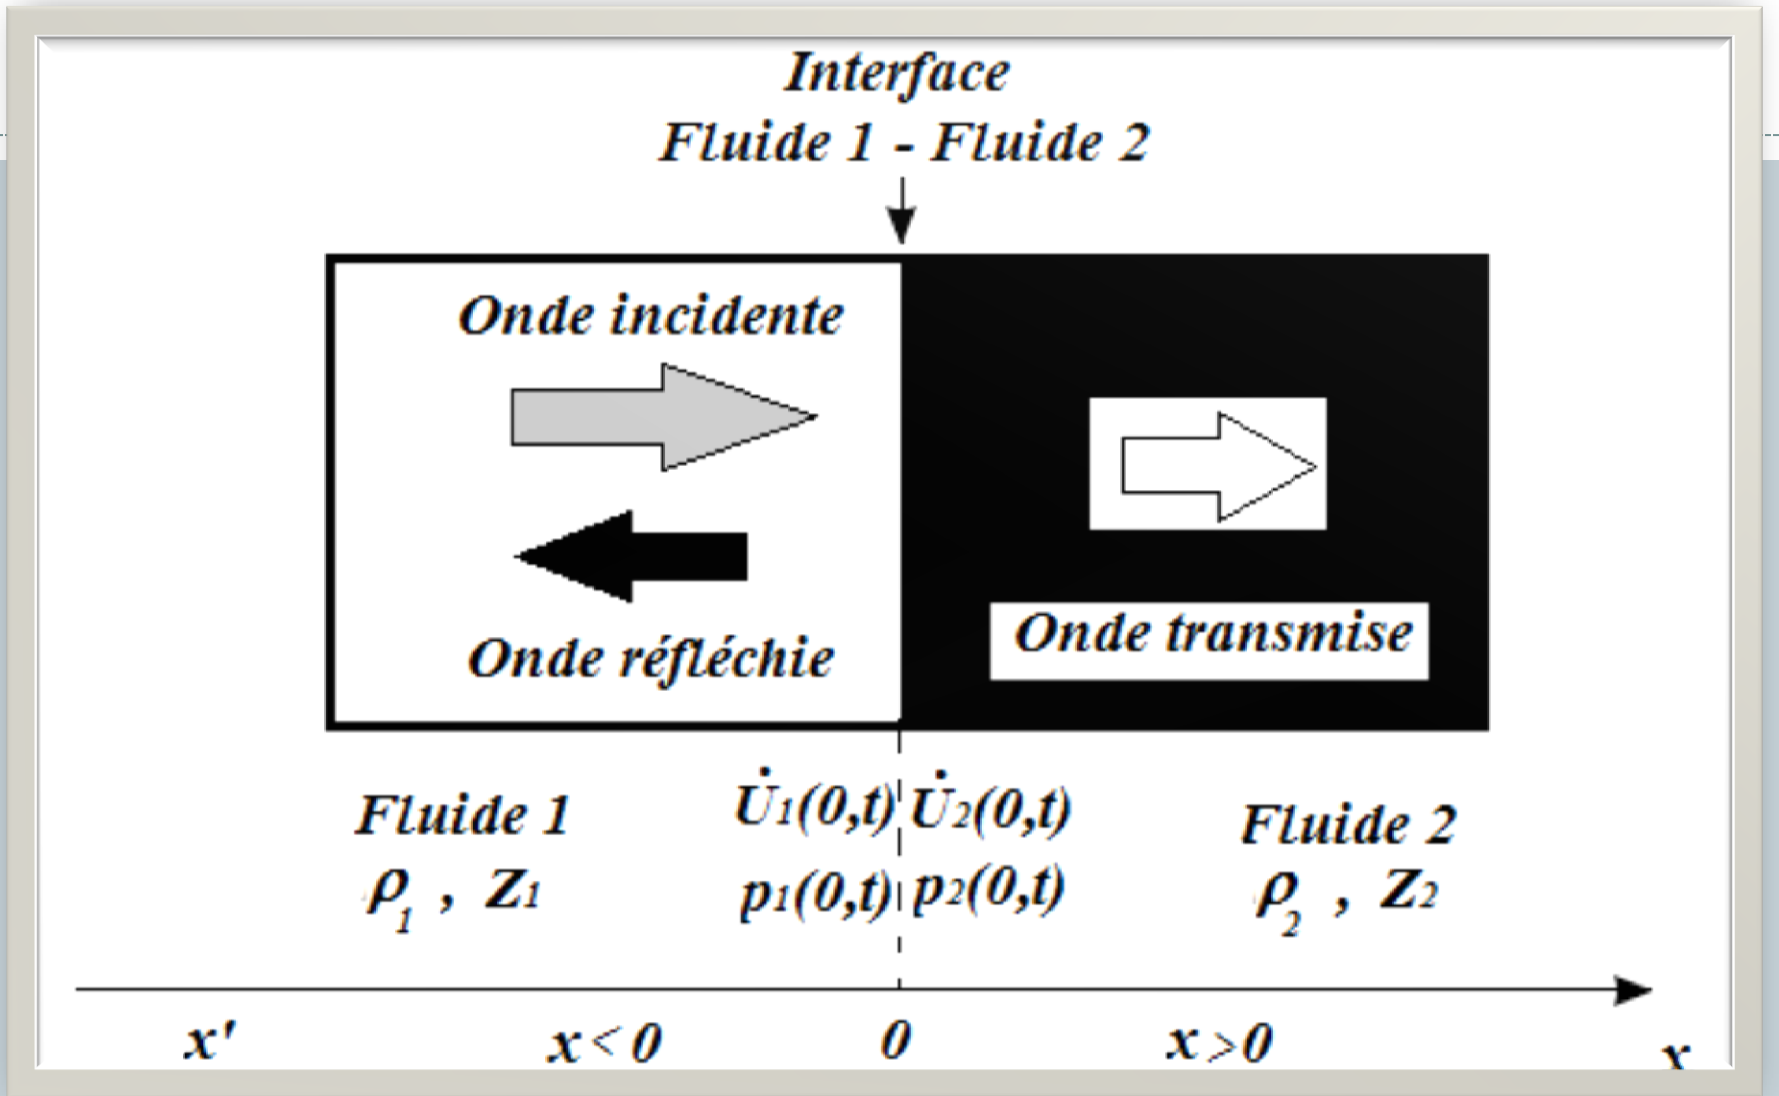 Interface
Fluide 1 - Fluide 2
Onde incidente
Onde réfléchie
Onde transmise
Fluide 1
ρ₁ , Z1
U̇1(0,t) U̇2(0,t)
p1(0,t) p2(0,t)
Fluide 2
ρ₂ , Z2
x' x<0 0 x>0 x